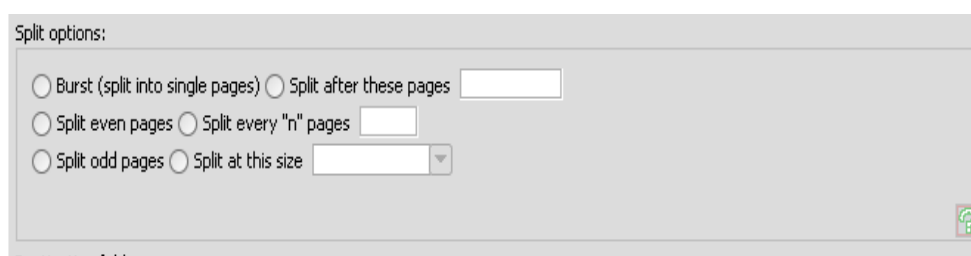 Split options:
Burst (split into single pages) Split after these pages
Split even pages Split every "n" pages
Split odd pages Split at this size